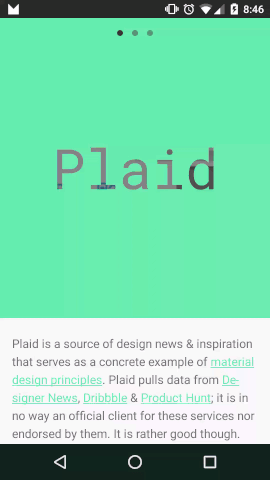 8:46
Plaid
Plaid is a source of design news & inspiration
that serves as a concrete example of material
design principles. Plaid pulls data from De-
signer News, Dribbble & Product Hunt; it is in
no way an official client for these services nor
endorsed by them. It is rather good though.